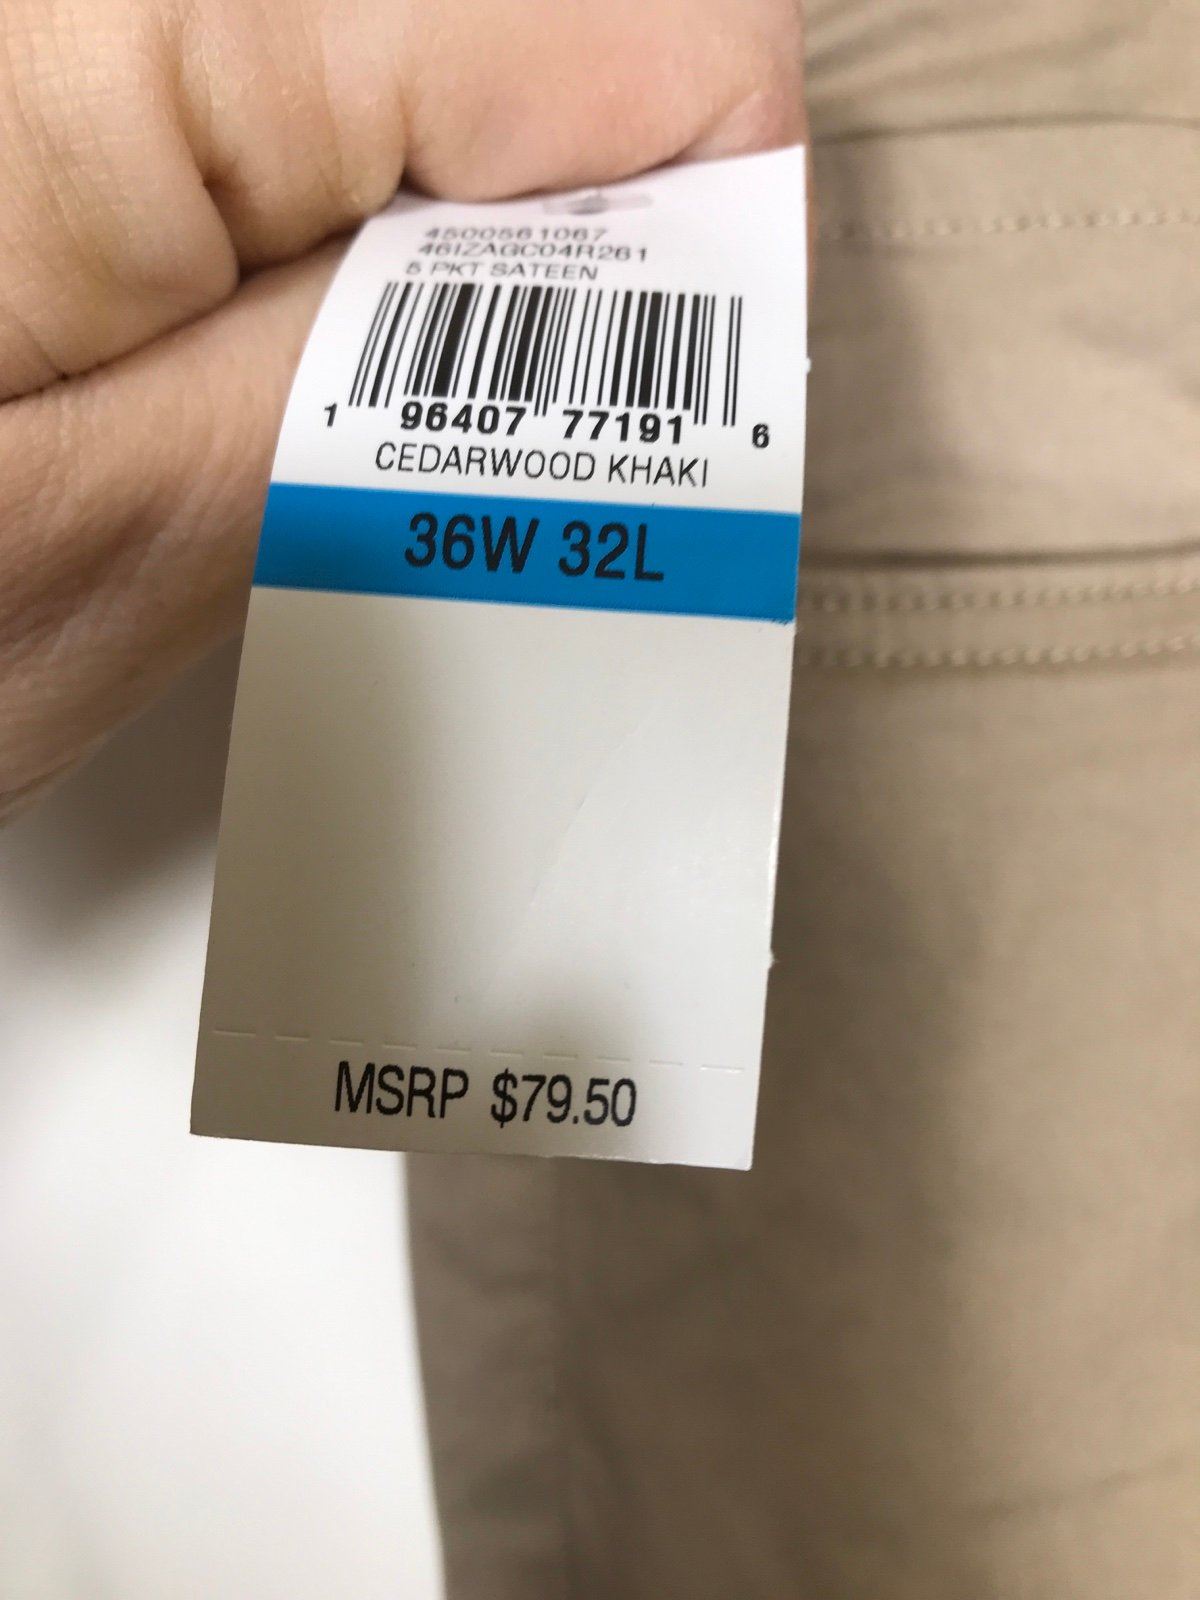 4500561067
46IZAGC04R261
5 PKT SATEEN
1 96407 77191 6
CEDARWOOD KHAKI
36W 32L
MSRP $79.50